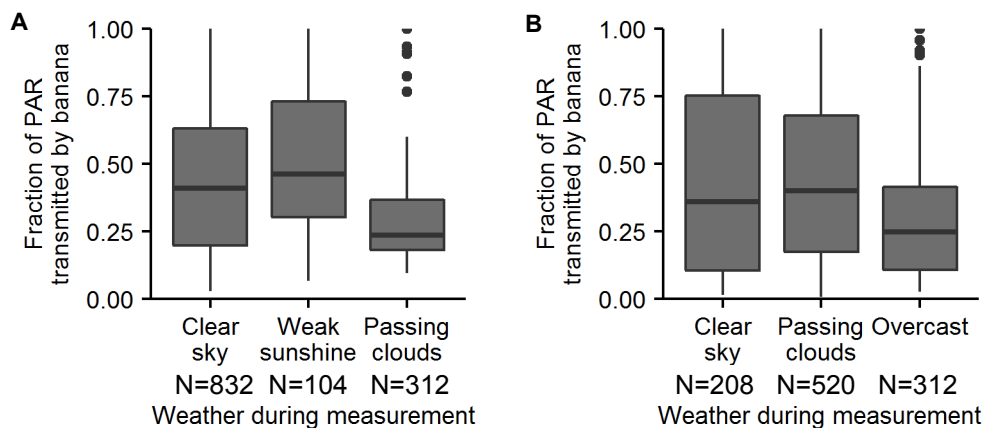 A
Fraction of PAR
transmitted by banana
1.00
0.75
0.50
0.25
0.00
Clear sky
Weak sunshine
Passing clouds
N=832 N=104 N=312
Weather during measurement
B
Fraction of PAR
transmitted by banana
1.00
0.75
0.50
0.25
0.00
Clear sky
Passing clouds
Overcast
N=208 N=520 N=312
Weather during measurement